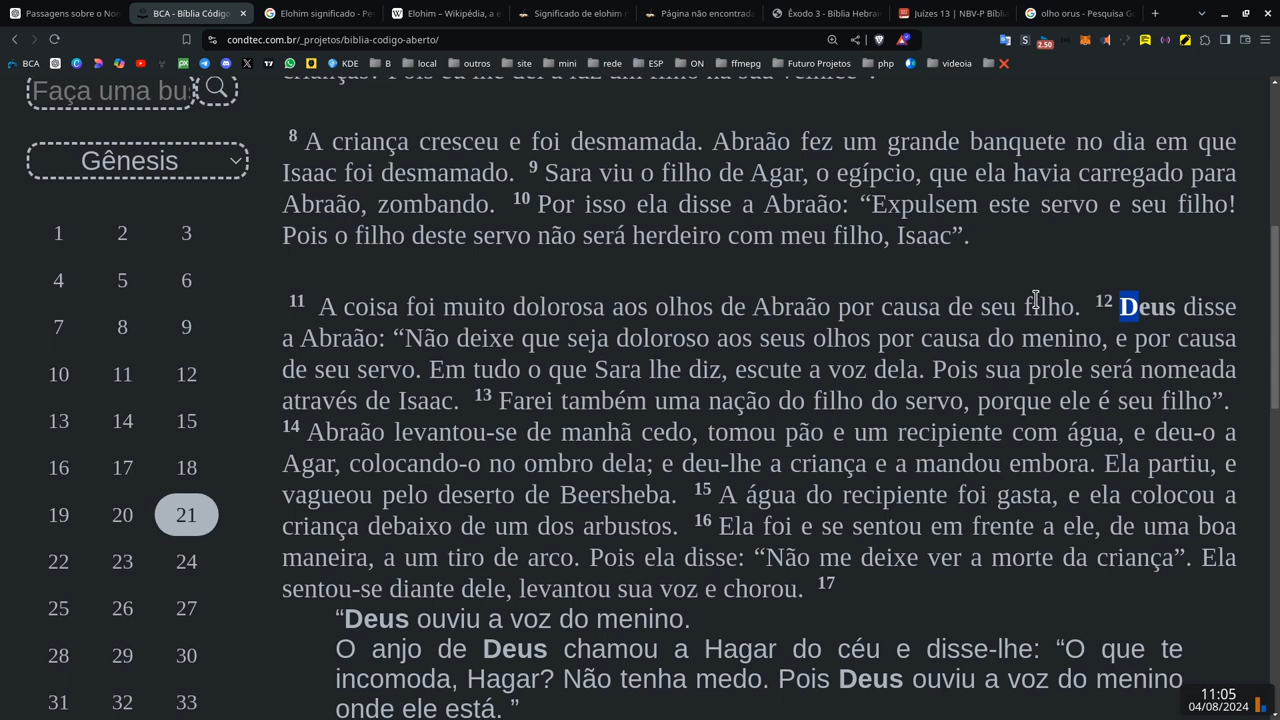 Passagens sobre o No
BCA - Bíblia Código
Elohim significado - Pe
Elohim – Wikipédia, a e
Significado de elohim
Página não encontrada
Êxodo 3 - Bíblia Hebrai
Juízes 13 | NBV-P Bíbli
olho orus - Pesquisa G
condtec.com.br/_projetos/biblia-codigo-aberto/
2.50
BCA
KDE
B
local
outros
site
mini
rede
ESP
ON
ffmepg
Futuro Projetos
php
videoia
Faça uma bu
Gênesis
1 2 3
4 5 6
7 8 9
10 11 12
13 14 15
16 17 18
19 20 21
22 23 24
25 26 27
28 29 30
31 32 33
8 A criança cresceu e foi desmamada. Abraão fez um grande banquete no dia em que
Isaac foi desmamado. 9 Sara viu o filho de Agar, o egípcio, que ela havia carregado para
Abraão, zombando. 10 Por isso ela disse a Abraão: “Expulsem este servo e seu filho!
Pois o filho deste servo não será herdeiro com meu filho, Isaac”.
11 A coisa foi muito dolorosa aos olhos de Abraão por causa de seu filho. 12 Deus disse
a Abraão: “Não deixe que seja doloroso aos seus olhos por causa do menino, e por causa
de seu servo. Em tudo o que Sara lhe diz, escute a voz dela. Pois sua prole será nomeada
através de Isaac. 13 Farei também uma nação do filho do servo, porque ele é seu filho”.
14 Abraão levantou-se de manhã cedo, tomou pão e um recipiente com água, e deu-o a
Agar, colocando-o no ombro dela; e deu-lhe a criança e a mandou embora. Ela partiu, e
vagueou pelo deserto de Beersheba. 15 A água do recipiente foi gasta, e ela colocou a
criança debaixo de um dos arbustos. 16 Ela foi e se sentou em frente a ele, de uma boa
maneira, a um tiro de arco. Pois ela disse: “Não me deixe ver a morte da criança”. Ela
sentou-se diante dele, levantou sua voz e chorou. 17
“Deus ouviu a voz do menino.
O anjo de Deus chamou a Hagar do céu e disse-lhe: “O que te
incomoda, Hagar? Não tenha medo. Pois Deus ouviu a voz do menino
onde ele está. ”
11:05
04/08/2024